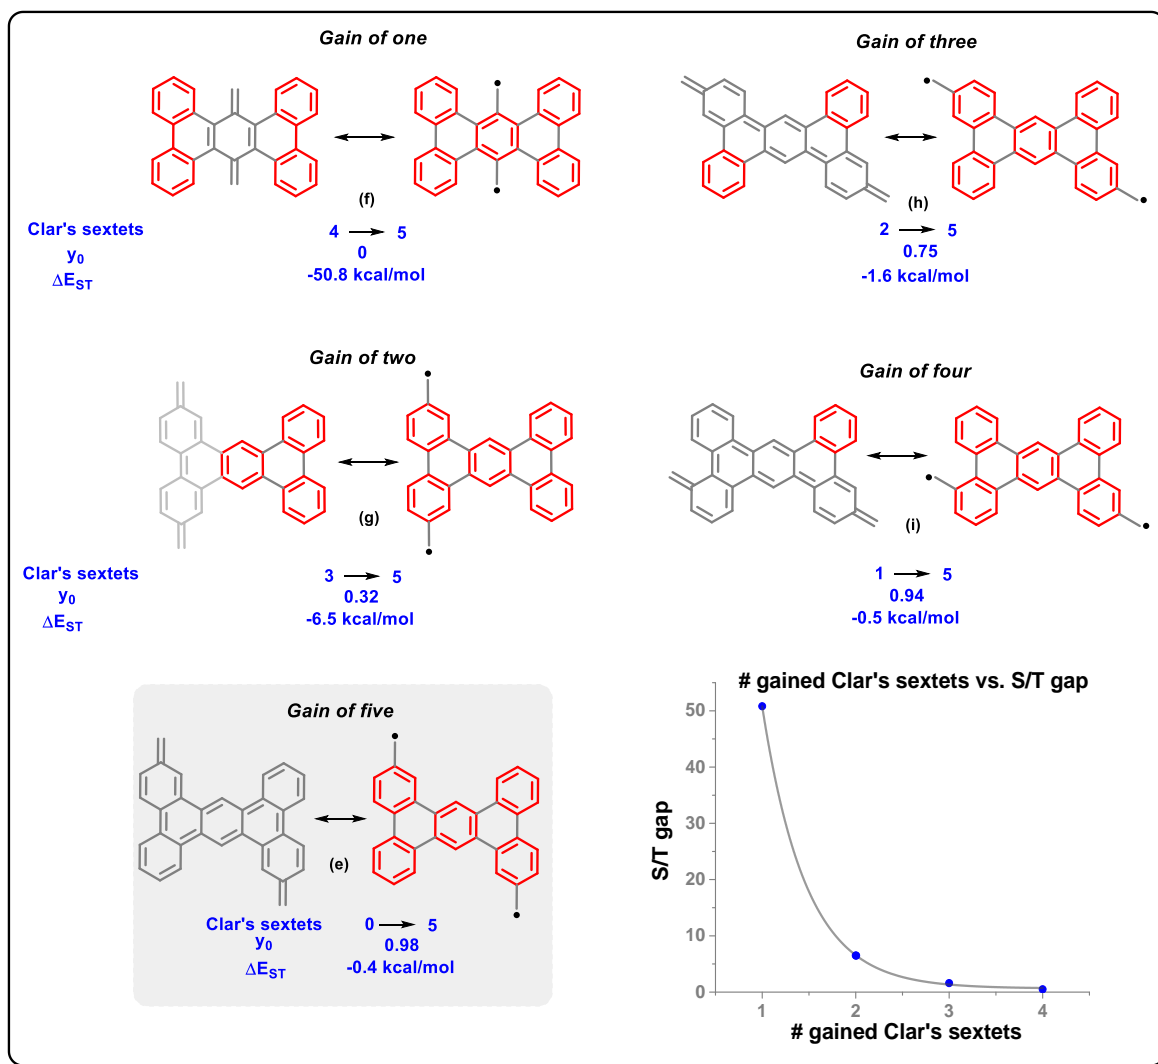 Gain of one
(f)
Clar's sextets
4 → 5
y0
0
ΔEST
-50.8 kcal/mol
Gain of three
(h)
2 → 5
0.75
-1.6 kcal/mol
Gain of two
(g)
Clar's sextets
3 → 5
y0
0.32
ΔEST
-6.5 kcal/mol
Gain of four
(i)
1 → 5
0.94
-0.5 kcal/mol
Gain of five
(e)
Clar's sextets
0 → 5
y0
0.98
ΔEST
-0.4 kcal/mol
# gained Clar's sextets vs. S/T gap
50
40
30
20
10
0
S/T gap
1 2 3 4
# gained Clar's sextets